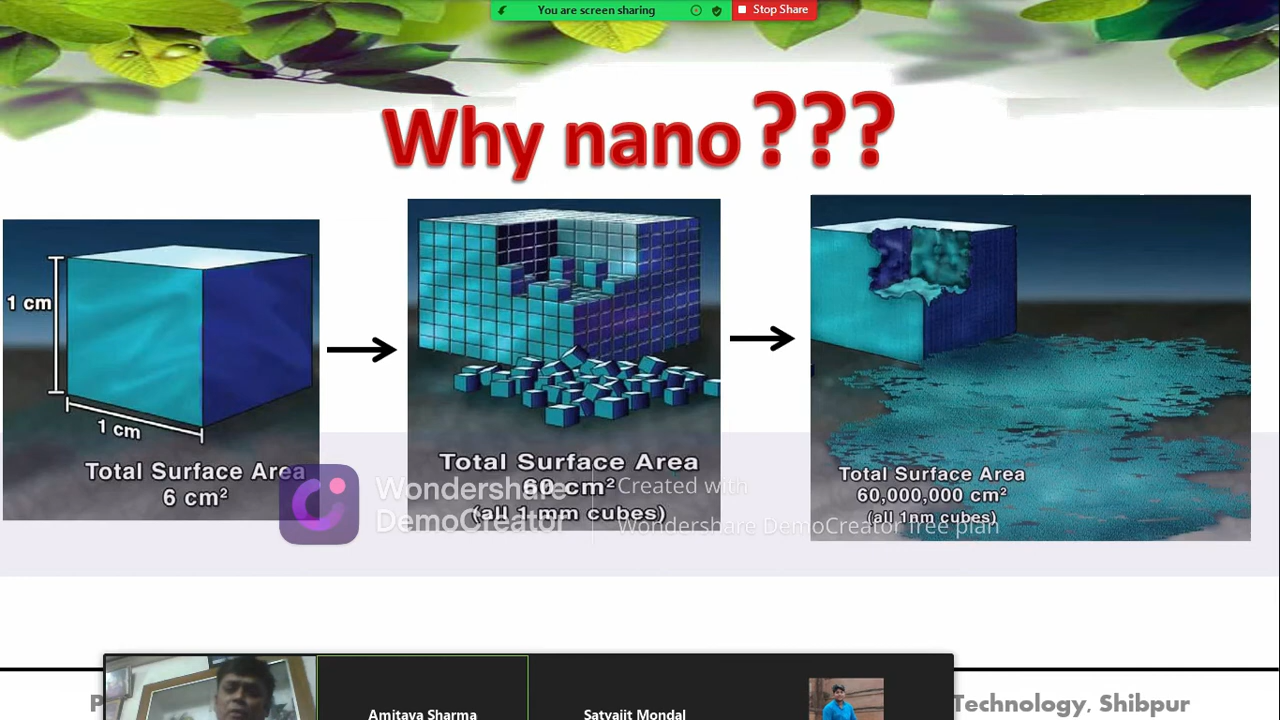 You are screen sharing
Stop Share
Why nano ???
1 cm
1 cm
Total Surface Area
6 cm²
Total Surface Area
60 cm²
(all 1 mm cubes)
Total Surface Area
60,000,000 cm²
(all 1nm cubes)
Wondershare
DemoCreator
Created with
Wondershare DemoCreator free plan
P
Technology, Shibpur
Amitava Sharma
Satyajit Mondal